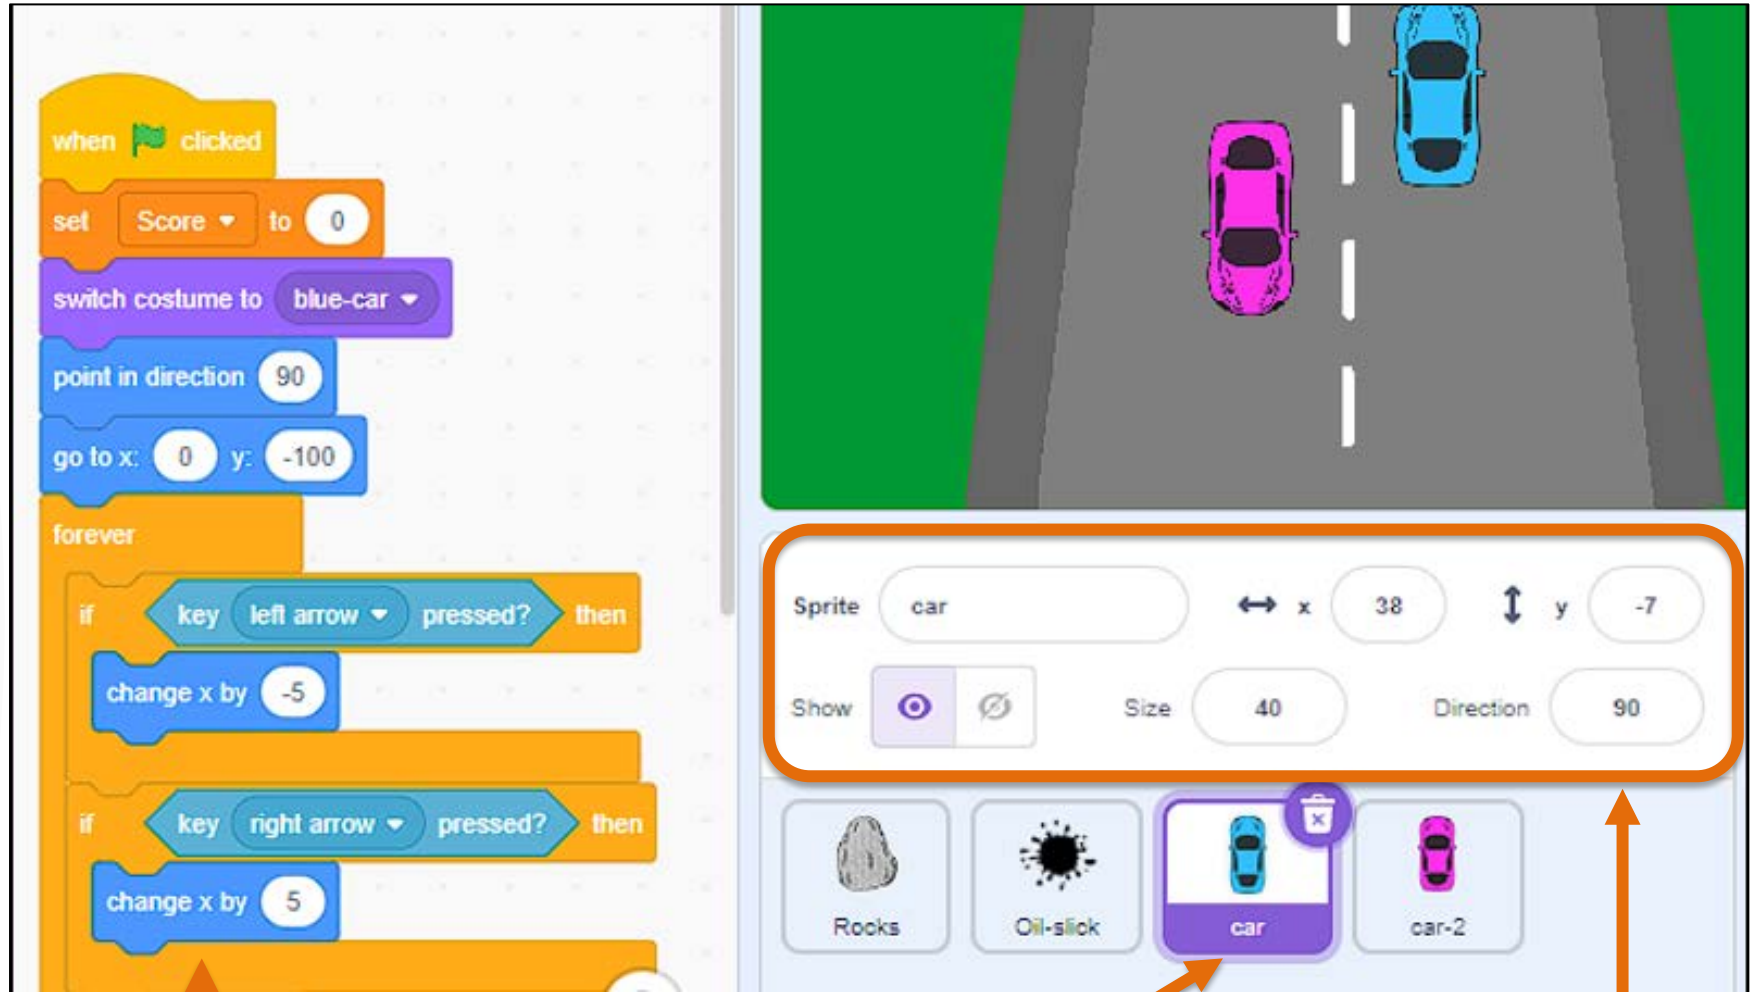 when clicked
set Score to 0
switch costume to blue-car
point in direction 90
go to x: 0 y: -100
forever
if key left arrow pressed? then
change x by -5
if key right arrow pressed? then
change x by 5
Sprite car x 38 y -7
Show Size 40 Direction 90
Rocks Oil-slick car car-2